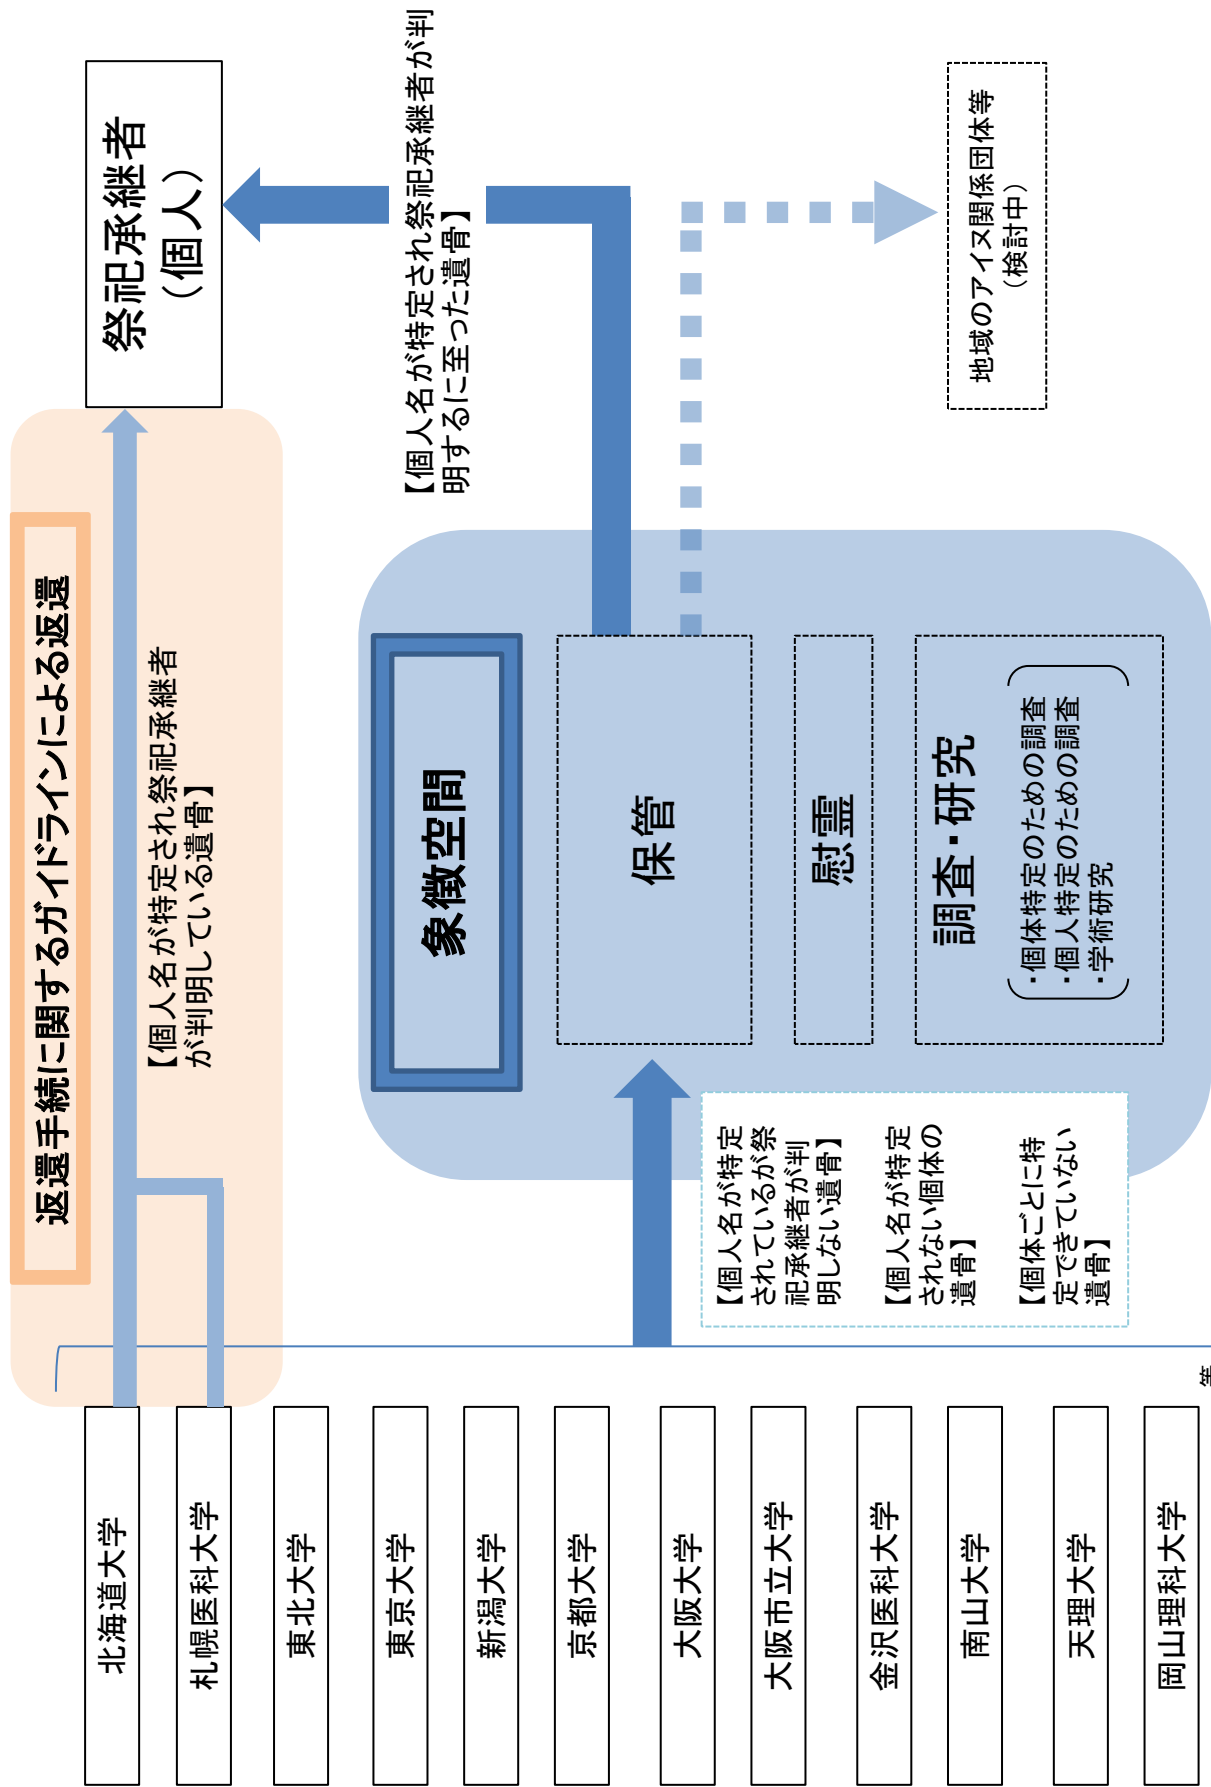 返還手続に関するガイドラインによる返還
【個人名が特定され祭祀承継者
が判明している遺骨】
祭祀承継者
（個人）
北海道大学
札幌医科大学
東北大学
東京大学
新潟大学
京都大学
大阪大学
大阪市立大学
金沢医科大学
南山大学
天理大学
岡山理科大学
等
【個人名が特定
されているが祭
祀承継者が判
明しない遺骨】
【個人名が特定
されない個体の
遺骨】
【個体ごとに特
定できていない
遺骨】
象徴空間
保管
慰霊
調査・研究
・個体特定のための調査
・個人特定のための調査
・学術研究
【個人名が特定され祭祀承継者が判
明するに至った遺骨】
地域のアイヌ関係団体等
（検討中）